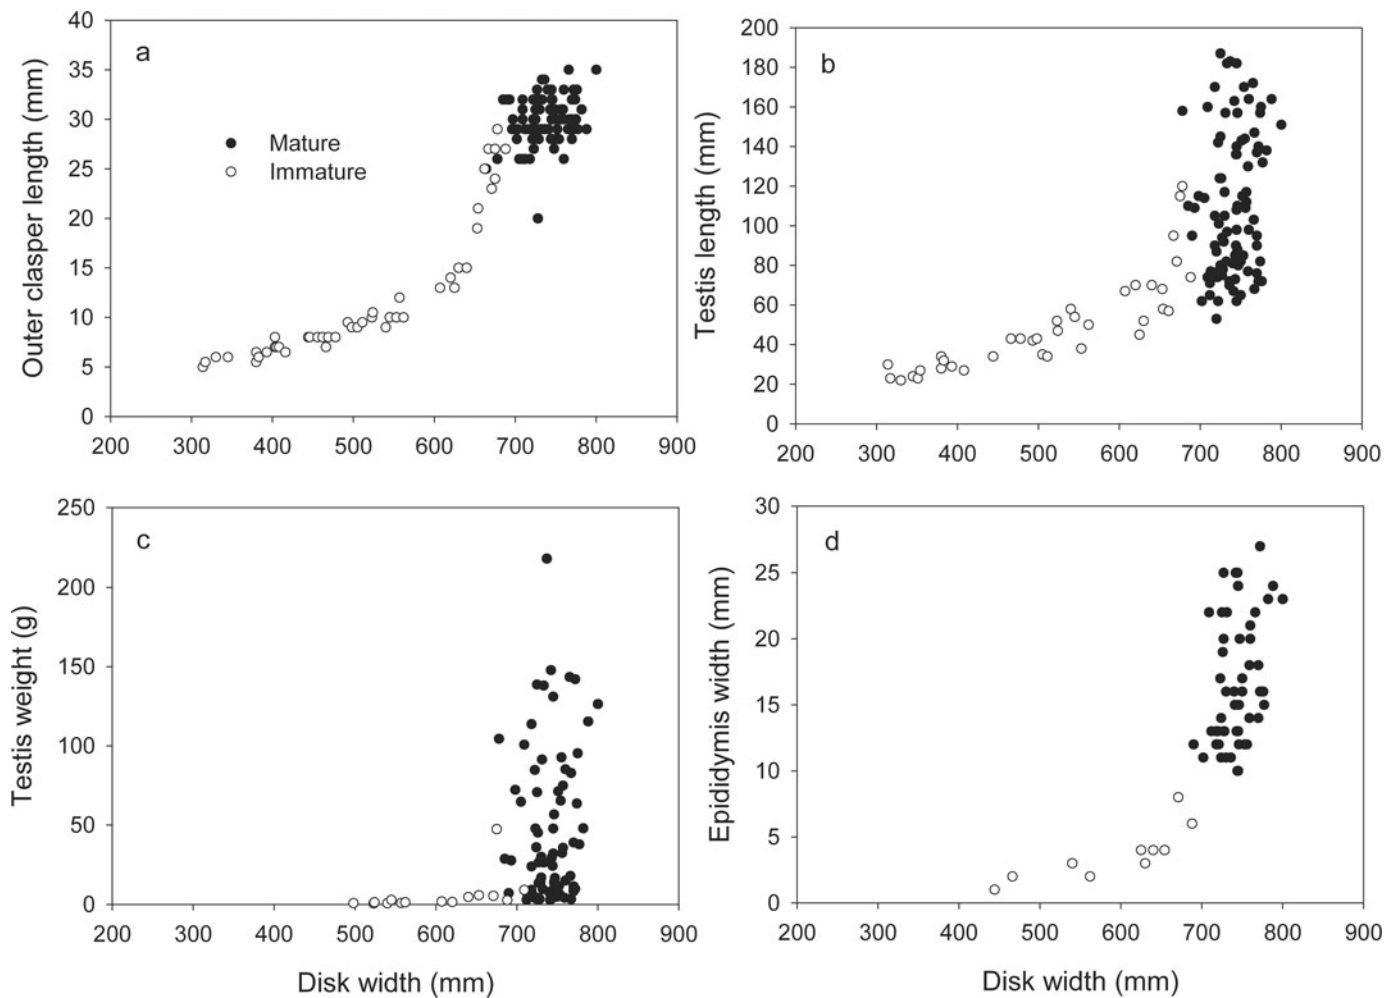 a
Outer clasper length (mm)
40
35
30
25
20
15
10
5
0
Mature
Immature
200 300 400 500 600 700 800 900
b
Testis length (mm)
200
180
160
140
120
100
80
60
40
20
0
200 300 400 500 600 700 800 900
c
Testis weight (g)
250
200
150
100
50
0
200 300 400 500 600 700 800 900
Disk width (mm)
d
Epididymis width (mm)
30
25
20
15
10
5
0
200 300 400 500 600 700 800 900
Disk width (mm)